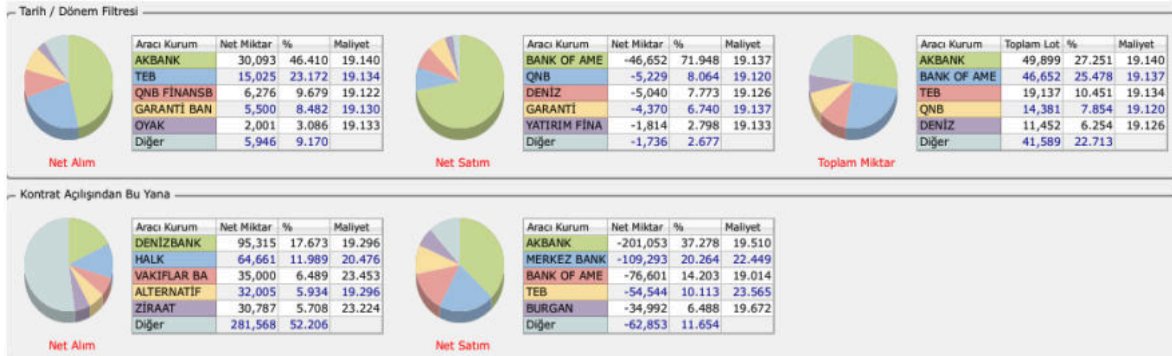 Tarih / Dönem Filtresi
Aracı Kurum Net Miktar % Maliyet
AKBANK 30,093 46.410 19.140
TEB 15,025 23.172 19.134
QNB FİNANSB 6,276 9.679 19.122
GARANTİ BAN 5,500 8.482 19.130
OYAK 2,001 3.086 19.133
Diğer 5,946 9.170
Net Alım
Aracı Kurum Net Miktar % Maliyet
BANK OF AME -46,652 71.948 19.137
QNB -5,229 8.064 19.120
DENİZ -5,040 7.773 19.126
GARANTİ -4,370 6.740 19.137
YATIRIM FİNA -1,814 2.798 19.133
Diğer -1,736 2.677
Net Satım
Aracı Kurum Toplam Lot % Maliyet
AKBANK 49,899 27.251 19.140
BANK OF AME 46,652 25.478 19.137
TEB 19,137 10.451 19.134
QNB 14,381 7.854 19.120
DENİZ 11,452 6.254 19.126
Diğer 41,589 22.713
Toplam Miktar
Kontrat Açılışından Bu Yana
Aracı Kurum Net Miktar % Maliyet
DENİZBANK 95,315 17.673 19.296
HALK 64,661 11.989 20.476
VAKIFLAR BA 35,000 6.489 23.453
ALTERNATİF 32,005 5.934 19.296
ZİRAAT 30,787 5.708 23.224
Diğer 281,568 52.206
Net Alım
Aracı Kurum Net Miktar % Maliyet
AKBANK -201,053 37.278 19.510
MERKEZ BANK -109,293 20.264 22.449
BANK OF AME -76,601 14.203 19.014
TEB -54,544 10.113 23.565
BURGAN -34,992 6.488 19.672
Diğer -62,853 11.654
Net Satım